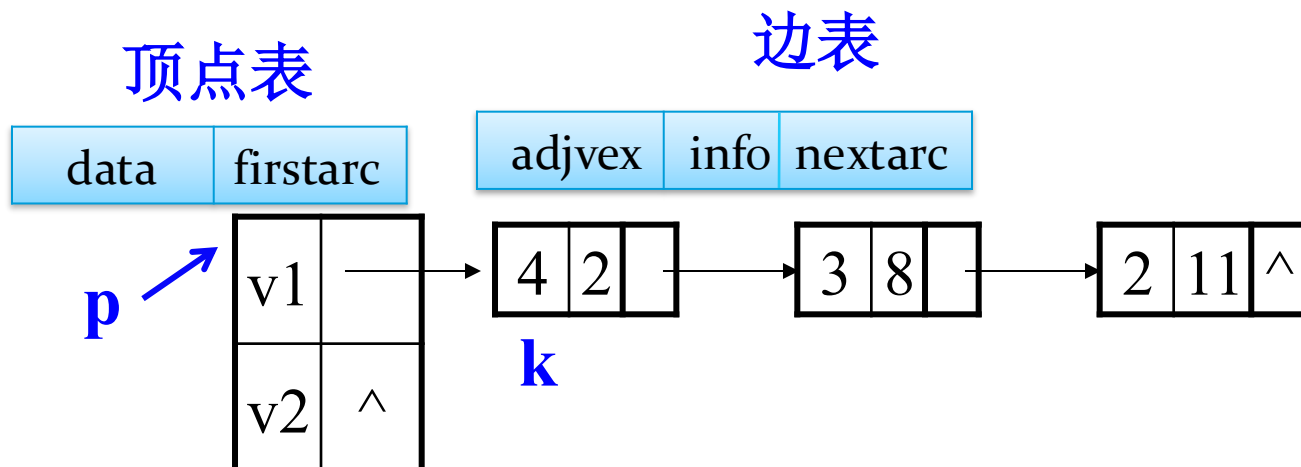 顶点表
边表
data firstarc
adjvex info nextarc
p
v1
4 2
3 8
2 11 ^
k
v2 ^